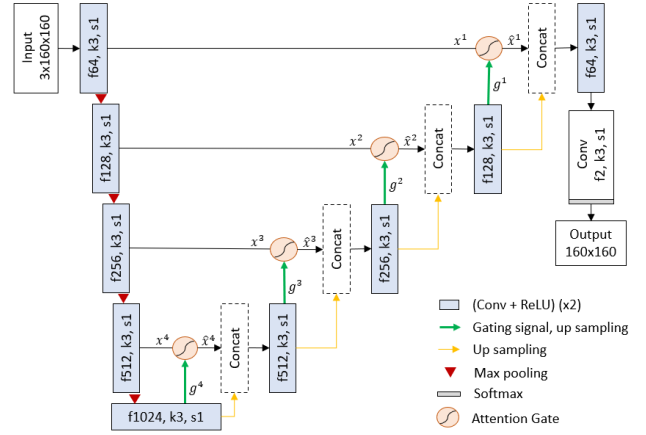 Input
3x160x160
f64, k3, s1
x¹
x̂¹
Concat
f64, k3, s1
g¹
f128, k3, s1
x²
x̂²
Concat
f128, k3, s1
Conv
f2, k3, s1
g²
f256, k3, s1
x³
x̂³
Concat
f256, k3, s1
Output
160x160
g³
f512, k3, s1
x⁴
x̂⁴
Concat
f512, k3, s1
g⁴
f1024, k3, s1
(Conv + ReLU) (x2)
Gating signal, up sampling
Up sampling
Max pooling
Softmax
Attention Gate